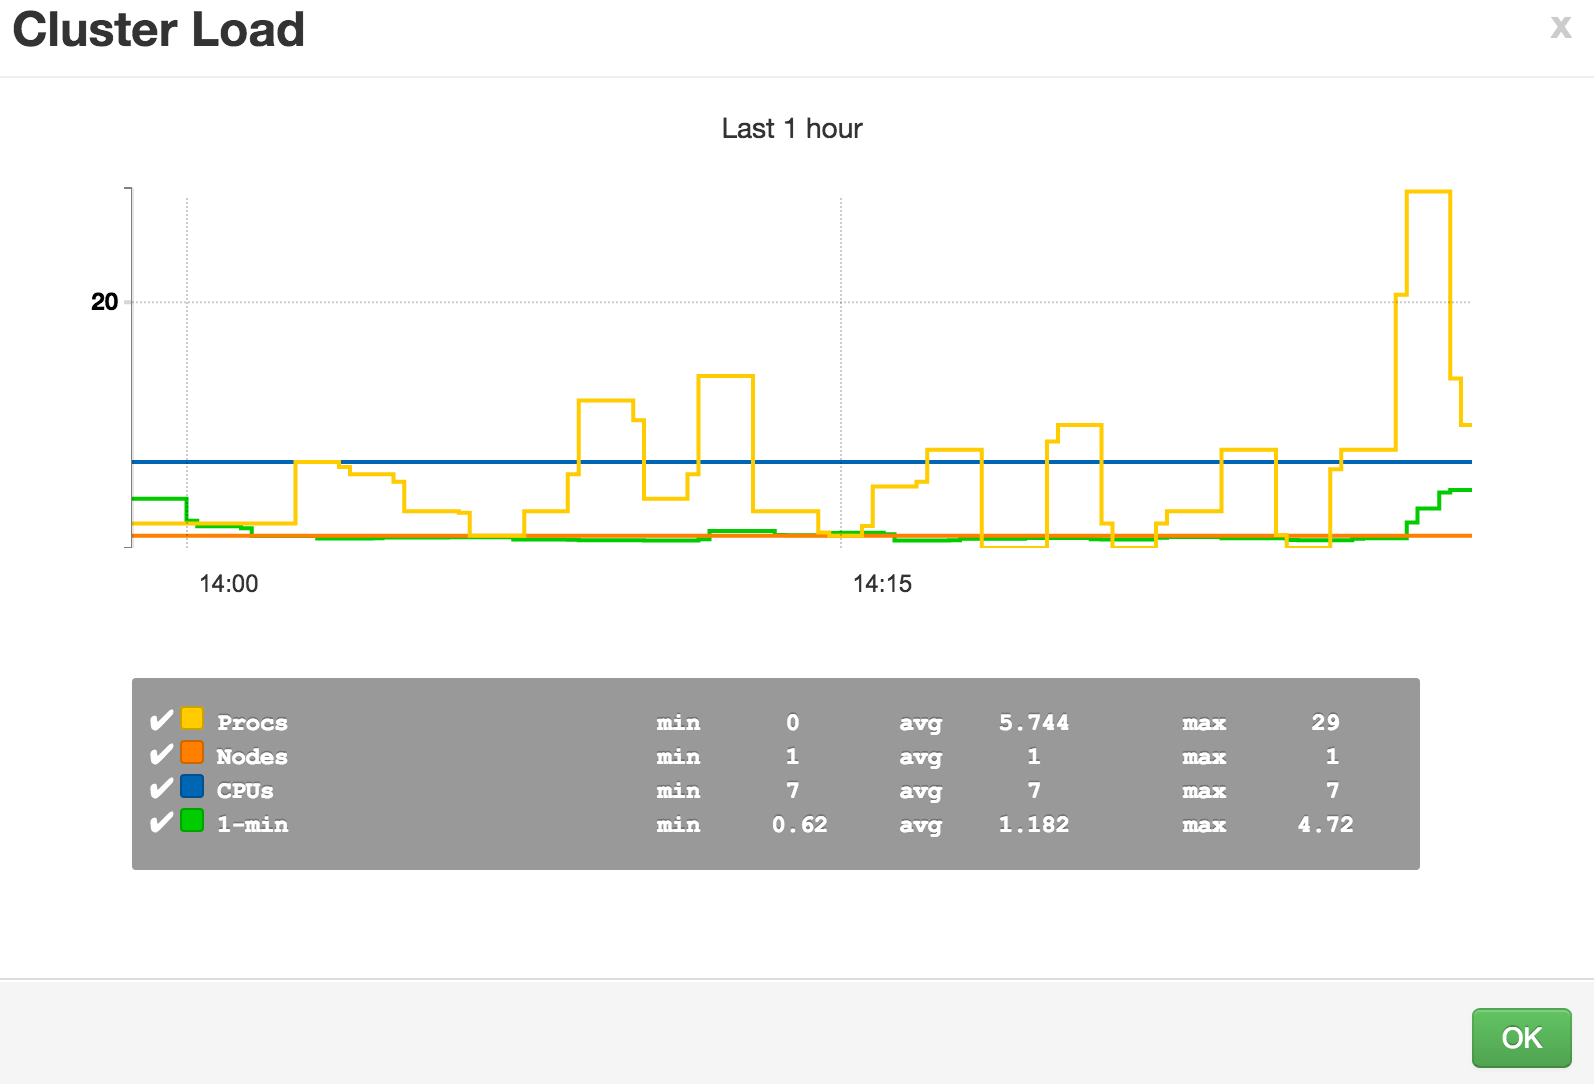 Cluster Load
x
Last 1 hour
20
14:00 14:15
✔ Procs min 0 avg 5.744 max 29
✔ Nodes min 1 avg 1 max 1
✔ CPUs min 7 avg 7 max 7
✔ 1-min min 0.62 avg 1.182 max 4.72
OK